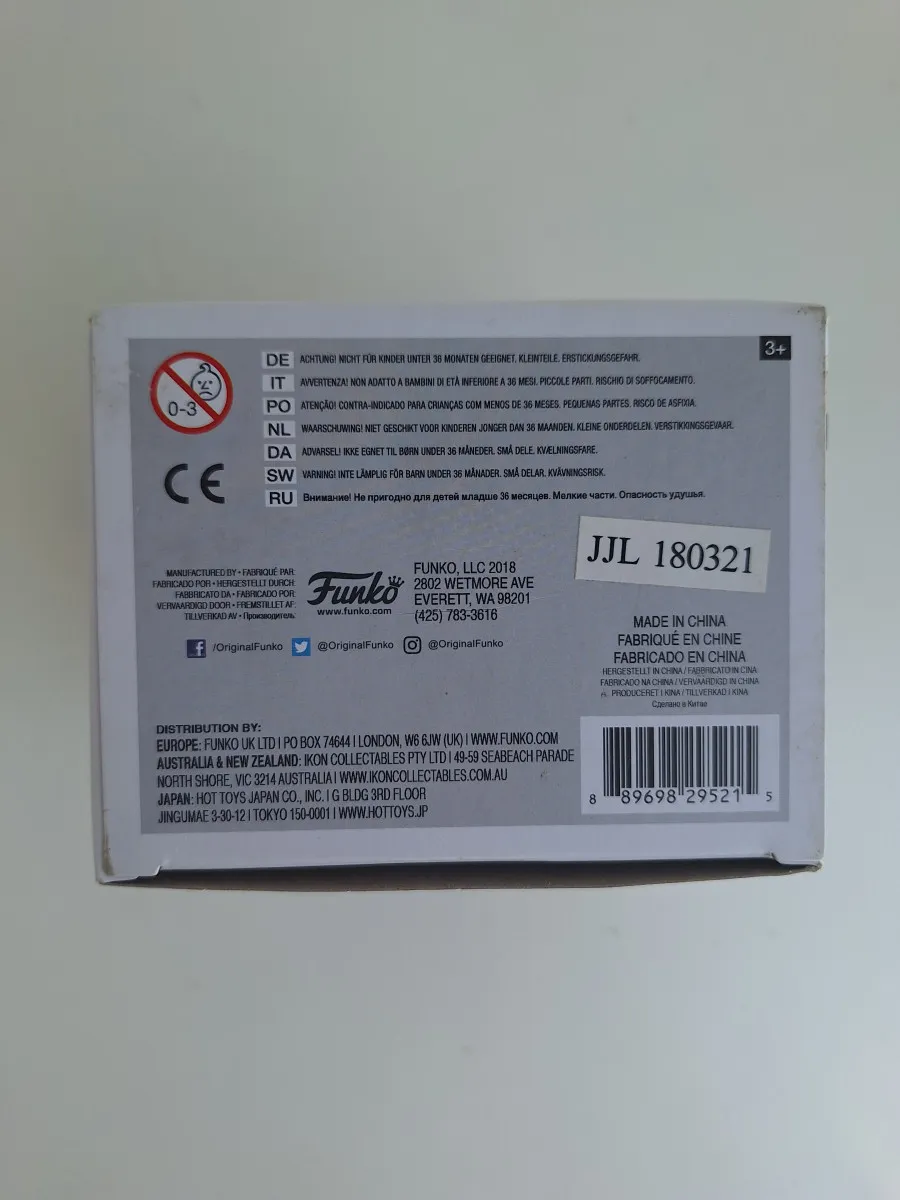 3+
0-3
DE ACHTUNG! NICHT FÜR KINDER UNTER 36 MONATEN GEEIGNET. KLEINTEILE. ERSTICKUNGSGEFAHR.
IT AVVERTENZA! NON ADATTO A BAMBINI DI ETÀ INFERIORE A 36 MESI. PICCOLE PARTI. RISCHIO DI SOFFOCAMENTO.
PO ATENÇÃO! CONTRA-INDICADO PARA CRIANÇAS COM MENOS DE 36 MESES. PEQUENAS PARTES. RISCO DE ASFIXIA.
NL WAARSCHUWING! NIET GESCHIKT VOOR KINDEREN JONGER DAN 36 MAANDEN. KLEINE ONDERDELEN. VERSTIKKINGSGEVAAR.
DA ADVARSEL! IKKE EGNET TIL BØRN UNDER 36 MÅNEDER. SMÅ DELE. KVÆLNINGSFARE.
SW VARNING! INTE LÄMPLIG FÖR BARN UNDER 36 MÅNADER. SMÅ DELAR. KVÄVNINGSRISK.
RU Внимание! Не пригодно для детей младше 36 месяцев. Мелкие части. Опасность удушья.
CE
JJL 180321
MANUFACTURED BY • FABRIQUÉ PAR:
FABRICADO POR • HERGESTELLT DURCH:
FABBRICATO DA • FABRICADO POR:
VERVAARDIGD DOOR • FREMSTILLET AF:
TILLVERKAD AV • Производитель:
Funko
www.funko.com
FUNKO, LLC 2018
2802 WETMORE AVE
EVERETT, WA 98201
(425) 783-3616
/OriginalFunko @OriginalFunko @OriginalFunko
MADE IN CHINA
FABRIQUÉ EN CHINE
FABRICADO EN CHINA
HERGESTELLT IN CHINA / FABBRICATO IN CINA
FABRICADO NA CHINA / VERVAARDIGD IN CHINA
PRODUCERET I KINA / TILLVERKAD I KINA
Сделано в Китае
DISTRIBUTION BY:
EUROPE: FUNKO UK LTD | PO BOX 74644 | LONDON, W6 6JW (UK) | WWW.FUNKO.COM
AUSTRALIA & NEW ZEALAND: IKON COLLECTABLES PTY LTD | 49-59 SEABEACH PARADE
NORTH SHORE, VIC 3214 AUSTRALIA | WWW.IKONCOLLECTABLES.COM.AU
JAPAN: HOT TOYS JAPAN CO., INC. | G BLDG 3RD FLOOR
JINGUMAE 3-30-12 | TOKYO 150-0001 | WWW.HOTTOYS.JP
8 89698 29521 5